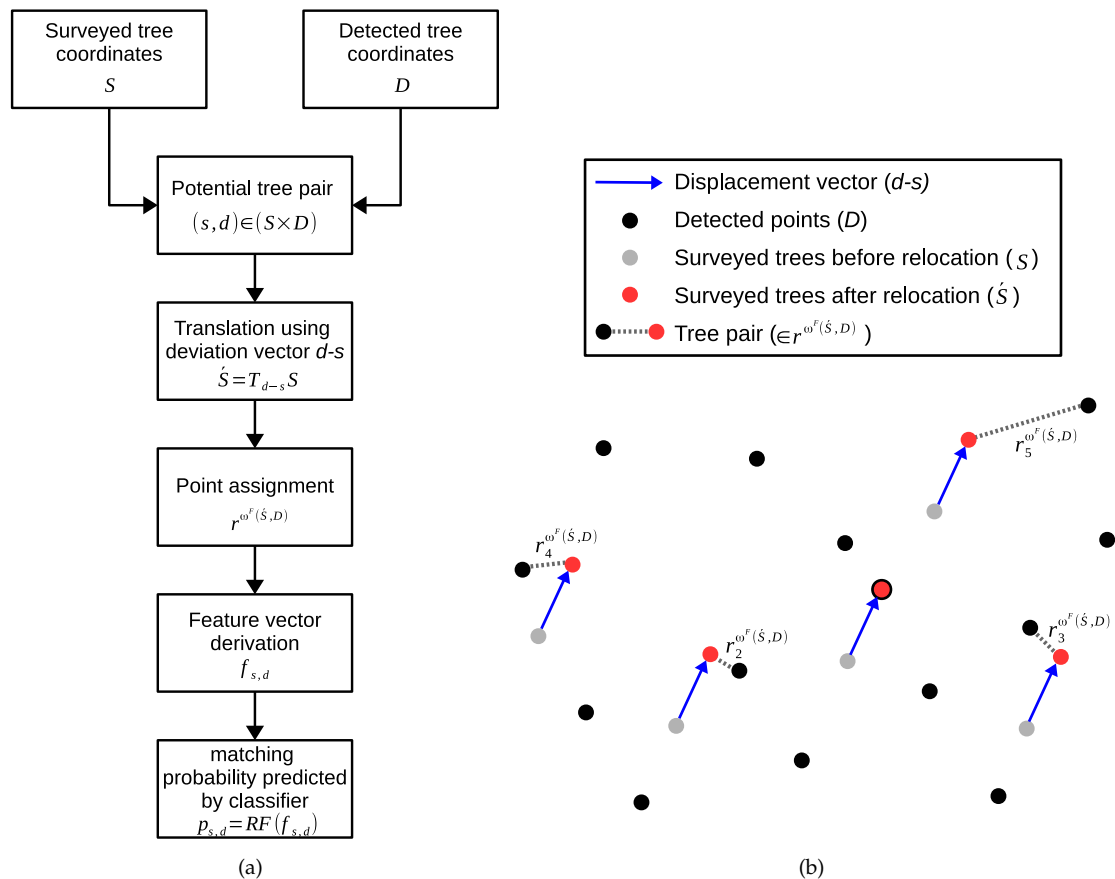 Surveyed tree
coordinates
S
Detected tree
coordinates
D
Potential tree pair
(s,d)∈(S×D)
Translation using
deviation vector d-s
Ś=T_{d-s}S
Point assignment
r^{ω^F(Ś,D)}
Feature vector
derivation
f_{s,d}
matching
probability predicted
by classifier
p_{s,d}=RF(f_{s,d})
(a)
Displacement vector (d-s)
Detected points (D)
Surveyed trees before relocation (S)
Surveyed trees after relocation (Ś)
Tree pair (∈r^{ω^F(Ś,D)})
r_5^{ω^F(Ś,D)}
r_4^{ω^F(Ś,D)}
r_2^{ω^F(Ś,D)}
r_3^{ω^F(Ś,D)}
(b)